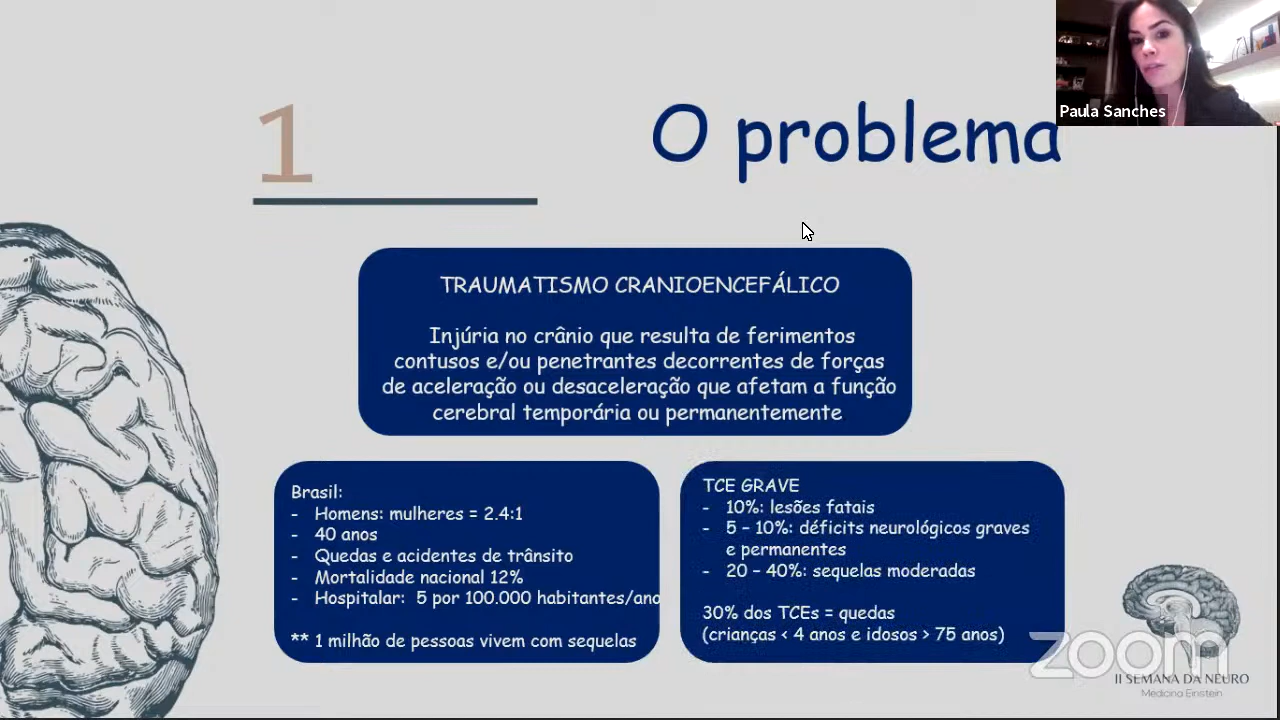 Paula Sanches
1
O problema
TRAUMATISMO CRANIOENCEFÁLICO
Injúria no crânio que resulta de ferimentos
contusos e/ou penetrantes decorrentes de forças
de aceleração ou desaceleração que afetam a função
cerebral temporária ou permanentemente
Brasil:
- Homens: mulheres = 2.4:1
- 40 anos
- Quedas e acidentes de trânsito
- Mortalidade nacional 12%
- Hospitalar: 5 por 100.000 habitantes/ano
** 1 milhão de pessoas vivem com sequelas
TCE GRAVE
- 10%: lesões fatais
- 5 – 10%: déficits neurológicos graves
e permanentes
- 20 – 40%: sequelas moderadas
30% dos TCEs = quedas
(crianças < 4 anos e idosos > 75 anos)
zoom
II SEMANA DA NEURO
Medicina Einstein